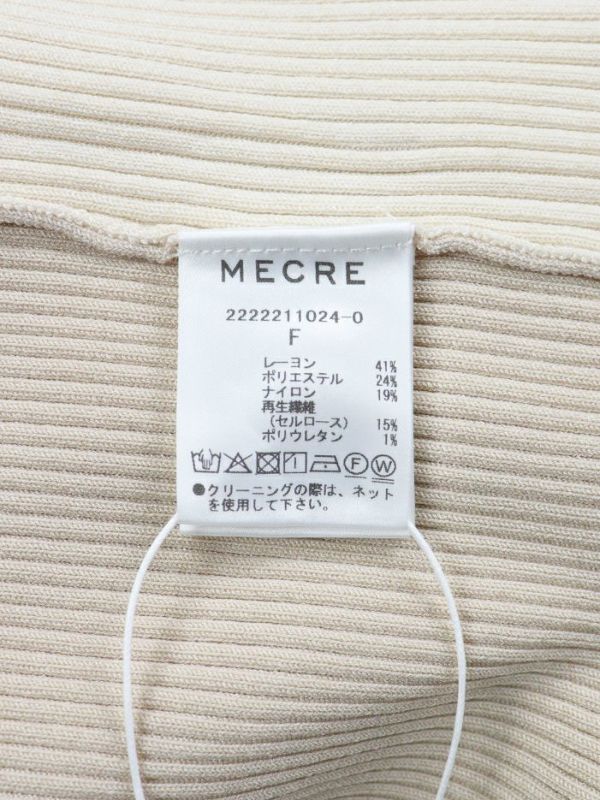 MECRE
2222211024-0
F
レーヨン 41%
ポリエステル 24%
ナイロン 19%
再生繊維
(セルロース) 15%
ポリウレタン 1%
F W
●クリーニングの際は、ネット
を使用して下さい。